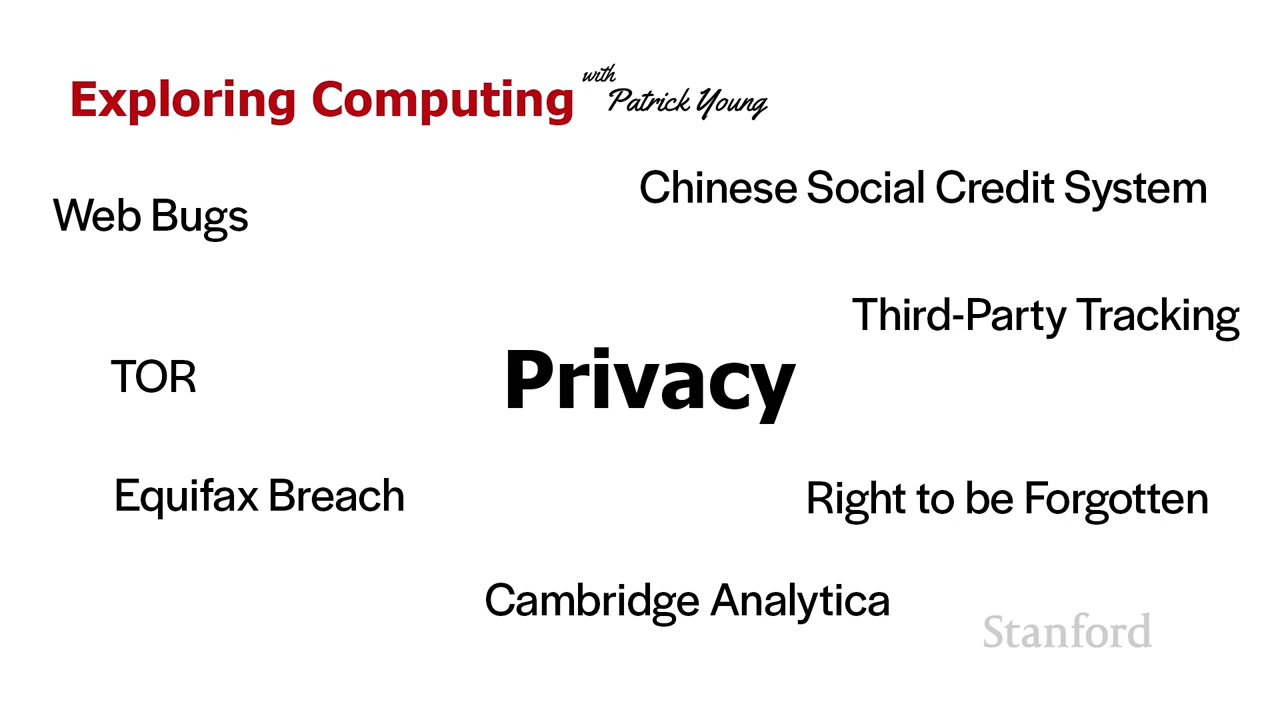 Exploring Computing with Patrick Young
Chinese Social Credit System
Web Bugs
Third-Party Tracking
TOR
Privacy
Equifax Breach
Right to be Forgotten
Cambridge Analytica
Stanford